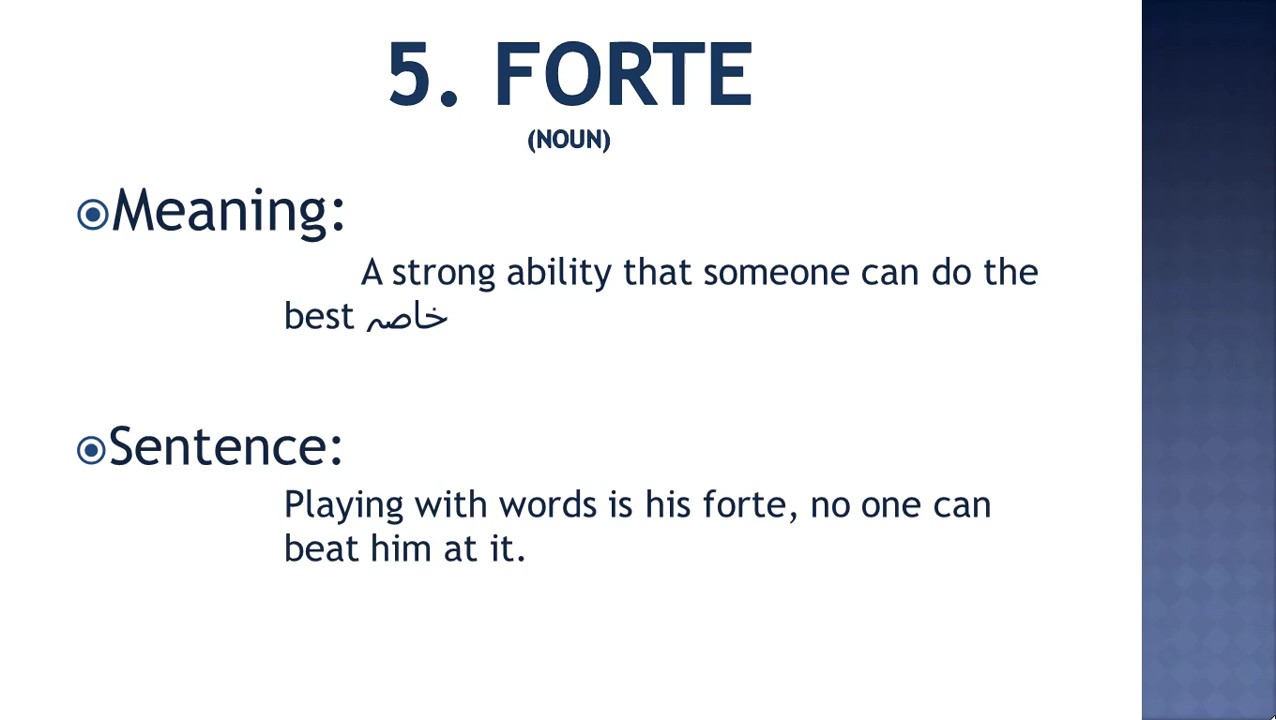 5. FORTE
(NOUN)
Meaning:
A strong ability that someone can do the
best خاصہ
Sentence:
Playing with words is his forte, no one can
beat him at it.